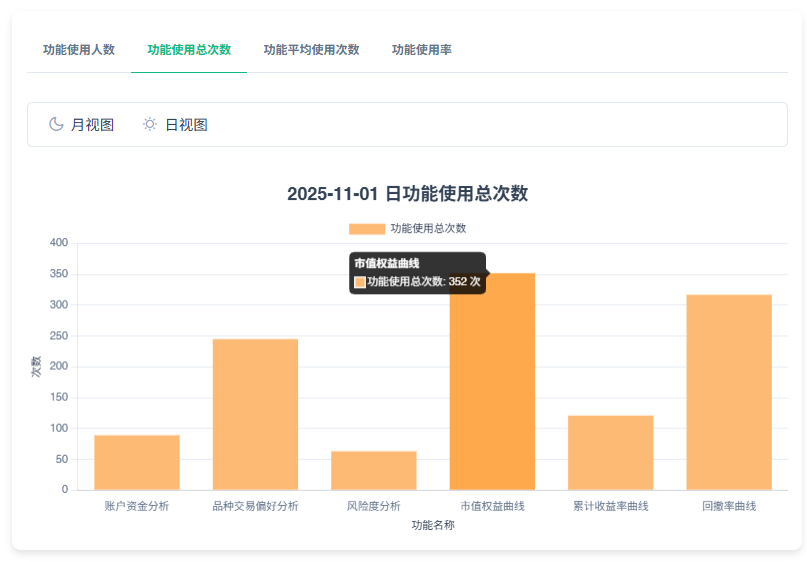 功能使用人数 功能使用总次数 功能平均使用次数 功能使用率
月视图 日视图
2025-11-01 日功能使用总次数
功能使用总次数
市值权益曲线
功能使用总次数: 352 次
次数
400
350
300
250
200
150
100
50
0
账户资金分析 品种交易偏好分析 风险度分析 市值权益曲线 累计收益率曲线 回撤率曲线
功能名称